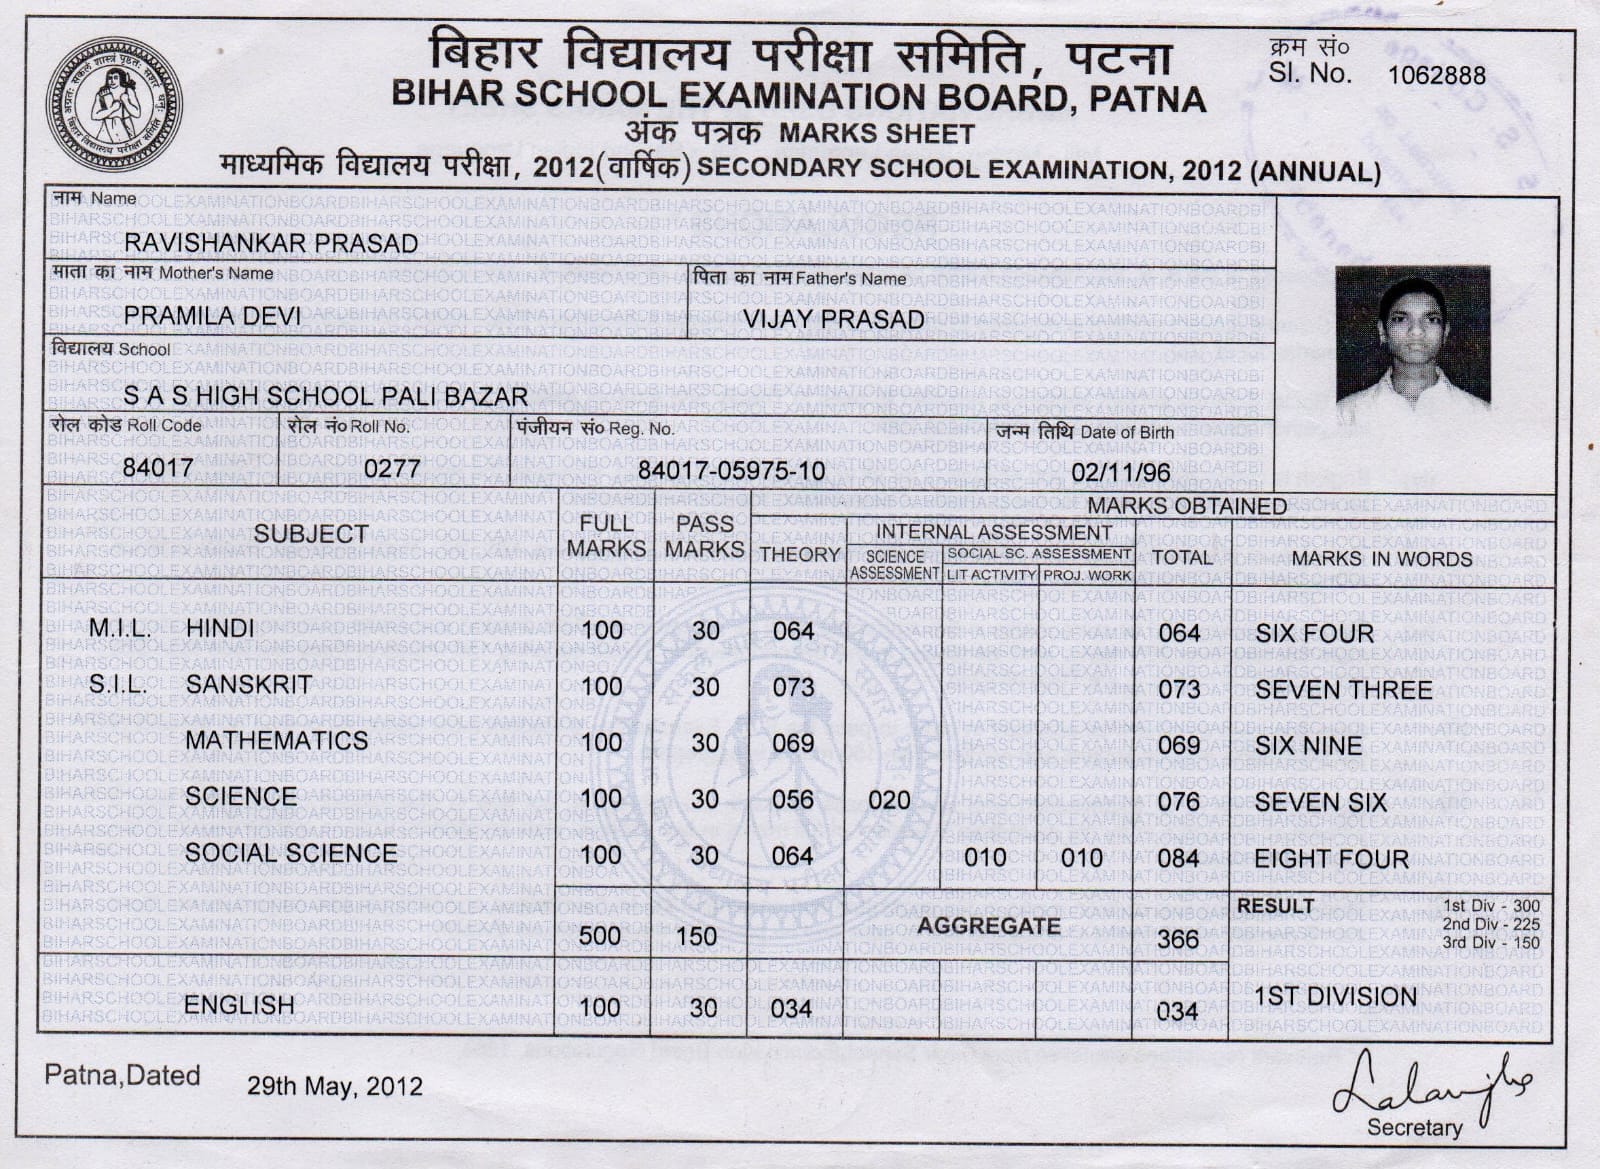 बिहार विद्यालय परीक्षा समिति, पटना
BIHAR SCHOOL EXAMINATION BOARD, PATNA
क्रम सं०
Sl. No. 1062888
अंक पत्रक MARKS SHEET
माध्यमिक विद्यालय परीक्षा, 2012(वार्षिक) SECONDARY SCHOOL EXAMINATION, 2012 (ANNUAL)
नाम Name
RAVISHANKAR PRASAD
माता का नाम Mother's Name पिता का नाम Father's Name
PRAMILA DEVI VIJAY PRASAD
विद्यालय School
S A S HIGH SCHOOL PALI BAZAR
रोल कोड Roll Code रोल नं० Roll No. पंजीयन सं० Reg. No. जन्म तिथि Date of Birth
84017 0277 84017-05975-10 02/11/96
SUBJECT FULL MARKS PASS MARKS MARKS OBTAINED
THEORY INTERNAL ASSESSMENT TOTAL MARKS IN WORDS
SCIENCE ASSESSMENT SOCIAL SC. ASSESSMENT
LIT ACTIVITY PROJ. WORK
M.I.L. HINDI 100 30 064 064 SIX FOUR
S.I.L. SANSKRIT 100 30 073 073 SEVEN THREE
MATHEMATICS 100 30 069 069 SIX NINE
SCIENCE 100 30 056 020 076 SEVEN SIX
SOCIAL SCIENCE 100 30 064 010 010 084 EIGHT FOUR
500 150 AGGREGATE 366
RESULT 1st Div - 300
2nd Div - 225
3rd Div - 150
ENGLISH 100 30 034 034 1ST DIVISION
Patna,Dated 29th May, 2012
Secretary